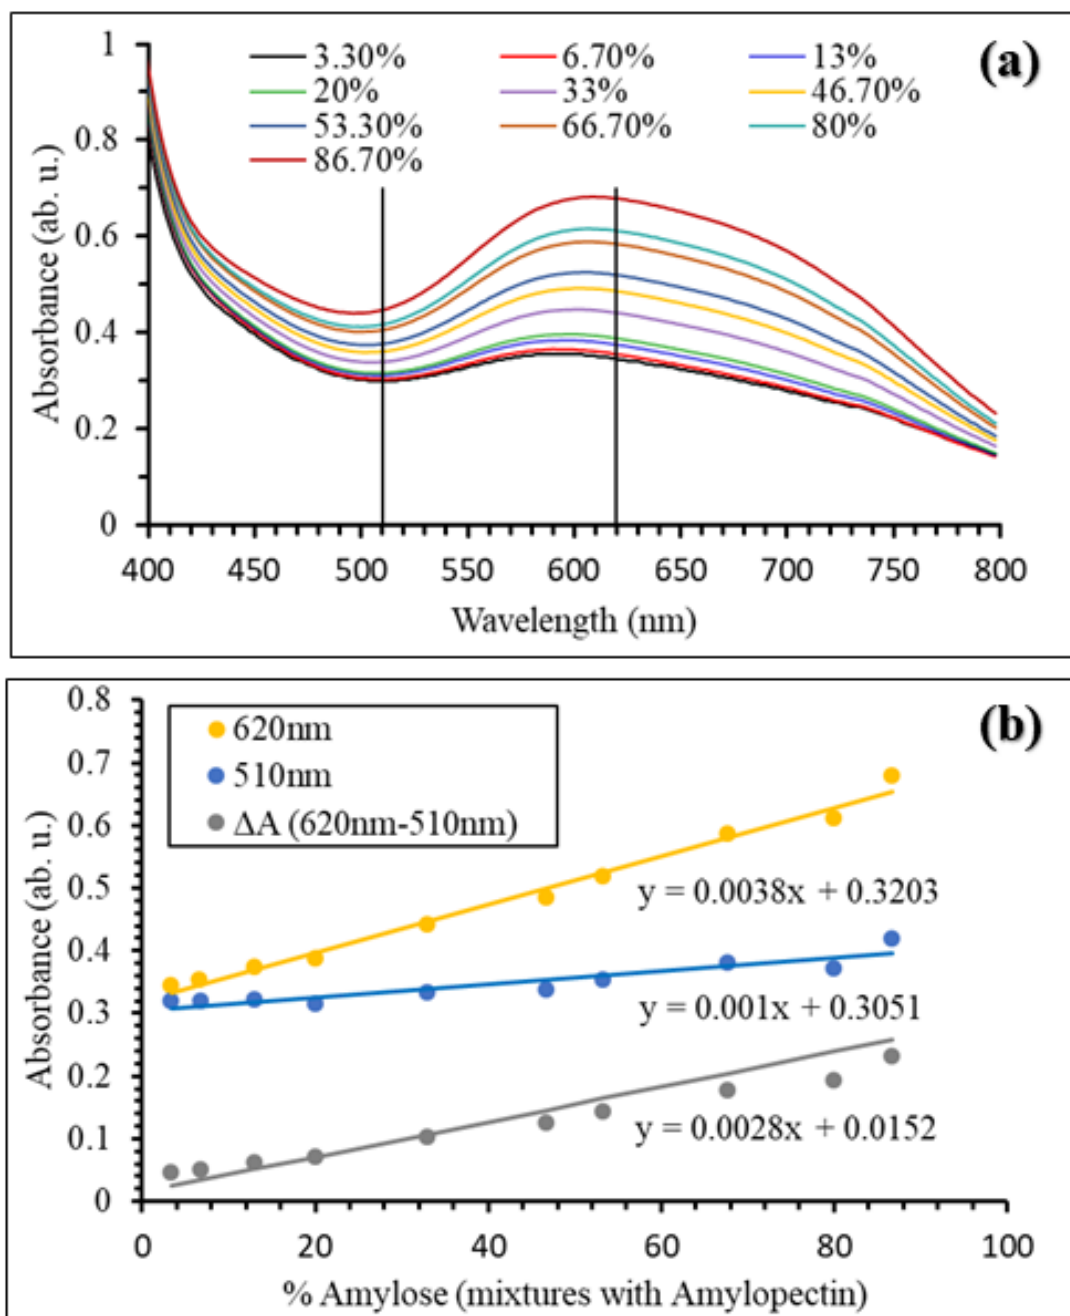 (a)
3.30% 6.70% 13%
20% 33% 46.70%
53.30% 66.70% 80%
86.70%
Absorbance (ab. u.)
1
0.8
0.6
0.4
0.2
0
400 450 500 550 600 650 700 750 800
Wavelength (nm)
(b)
620nm
510nm
ΔA (620nm-510nm)
Absorbance (ab. u.)
0.8
0.7
0.6
0.5
0.4
0.3
0.2
0.1
0
y = 0.0038x + 0.3203
y = 0.001x + 0.3051
y = 0.0028x + 0.0152
0 20 40 60 80 100
% Amylose (mixtures with Amylopectin)